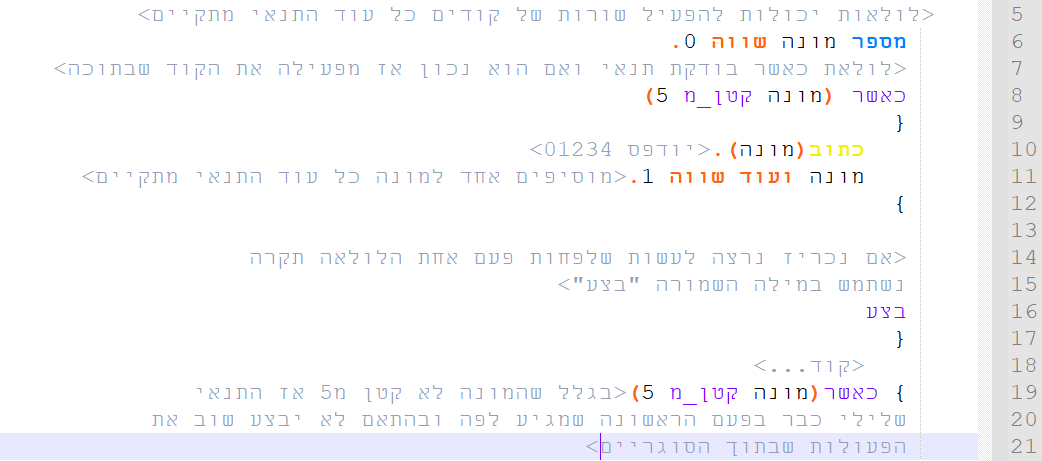 5 <לולאות יכולות להפעיל שורות של קודים כל עוד התנאי מתקיים>
6 מספר מונה שווה 0.
7 <לולאת כאשר בודקת תנאי ואם הוא נכון אז מפעילה את הקוד שבתוכה>
8 כאשר (מונה קטן_מ 5)
9 {
10 כתוב(מונה).<יודפס 01234>
11 מונה ועוד שווה 1.<מוסיפים אחד למונה כל עוד התנאי מתקיים>
12 }
13
14 <אם נכריז נרצה לעשות שלפחות פעם אחת הלולאה תקרה
15 נשתמש במילה השמורה "בצע">
16 בצע
17 {
18 <קוד...>
19 } כאשר(מונה קטן_מ 5)<בגלל שהמונה לא קטן מ5 אז התנאי
20 שלילי כבר בפעם הראשונה שמגיע לפה ובהתאם לא יבצע שוב את
21 הפעולות שבתוך הסוגריים>